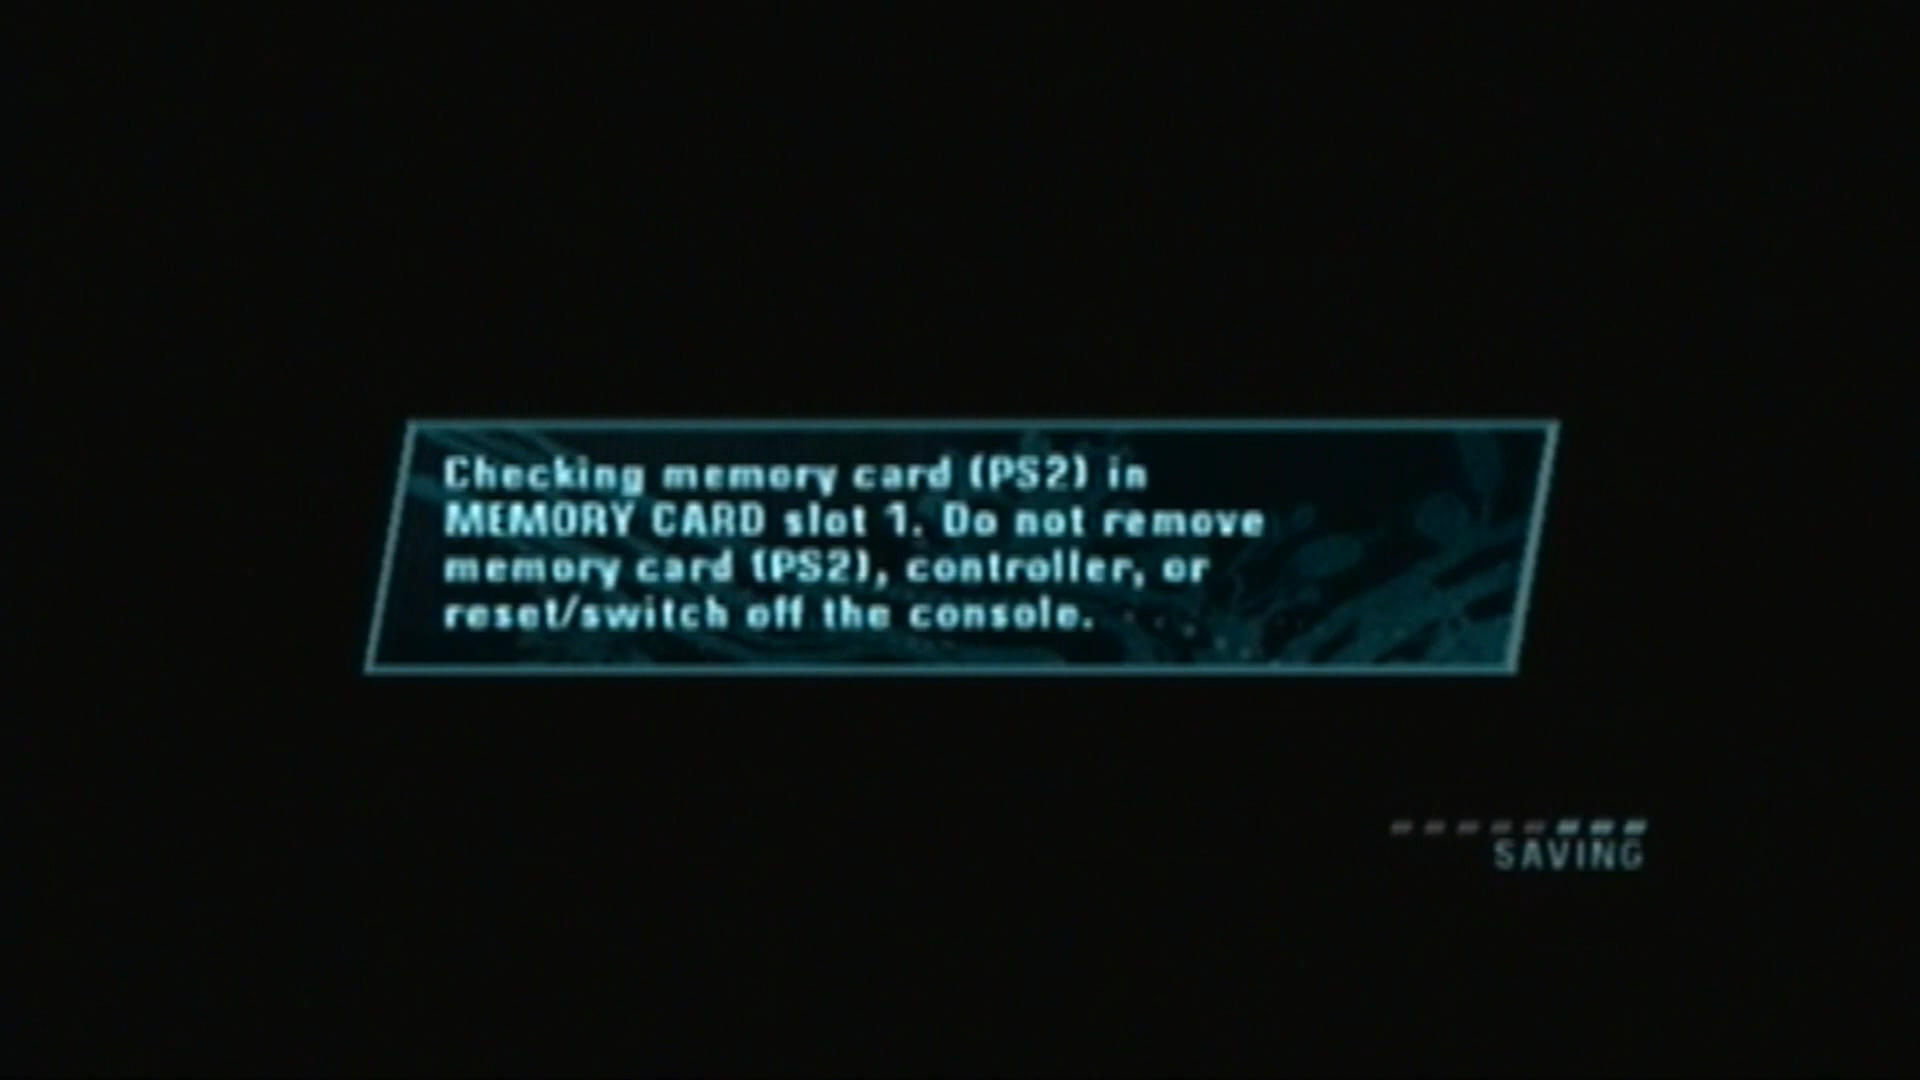 Checking memory card (PS2) in
MEMORY CARD slot 1. Do not remove
memory card (PS2), controller, or
reset/switch off the console.
SAVING